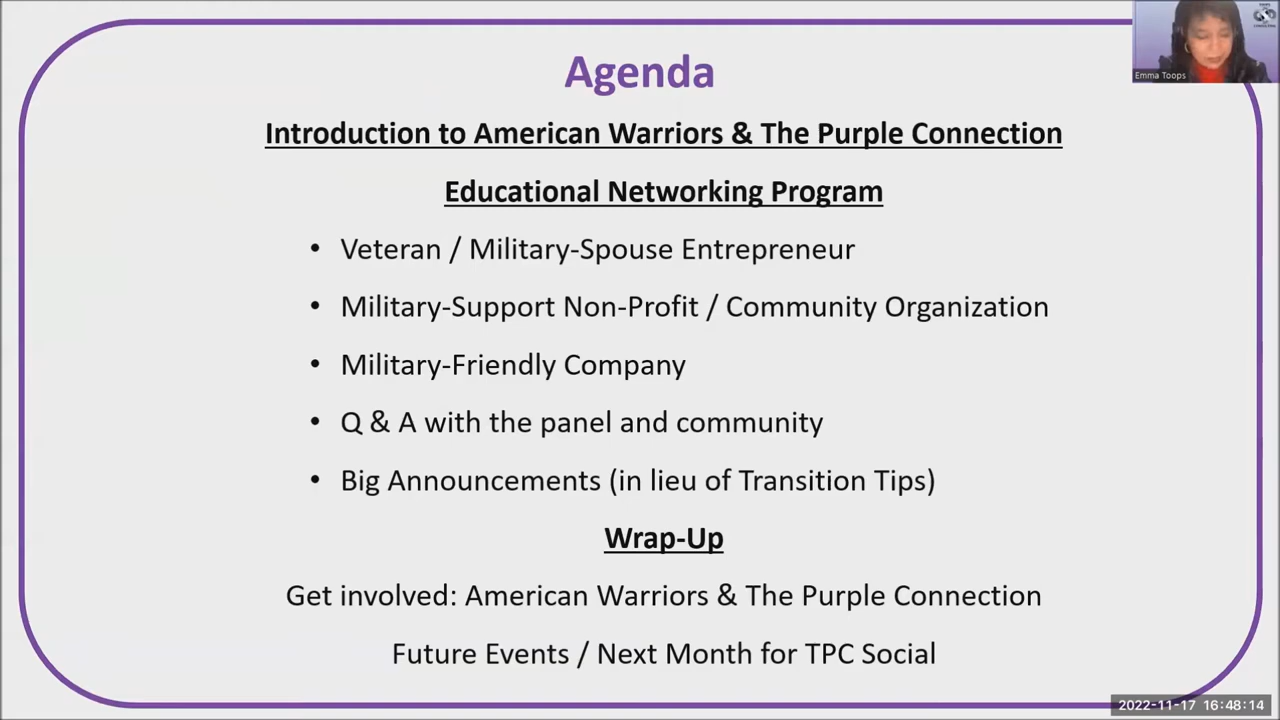 Agenda
Introduction to American Warriors & The Purple Connection
Educational Networking Program
• Veteran / Military-Spouse Entrepreneur
• Military-Support Non-Profit / Community Organization
• Military-Friendly Company
• Q & A with the panel and community
• Big Announcements (in lieu of Transition Tips)
Wrap-Up
Get involved: American Warriors & The Purple Connection
Future Events / Next Month for TPC Social
Emma Toops
2022-11-17 16:48:14